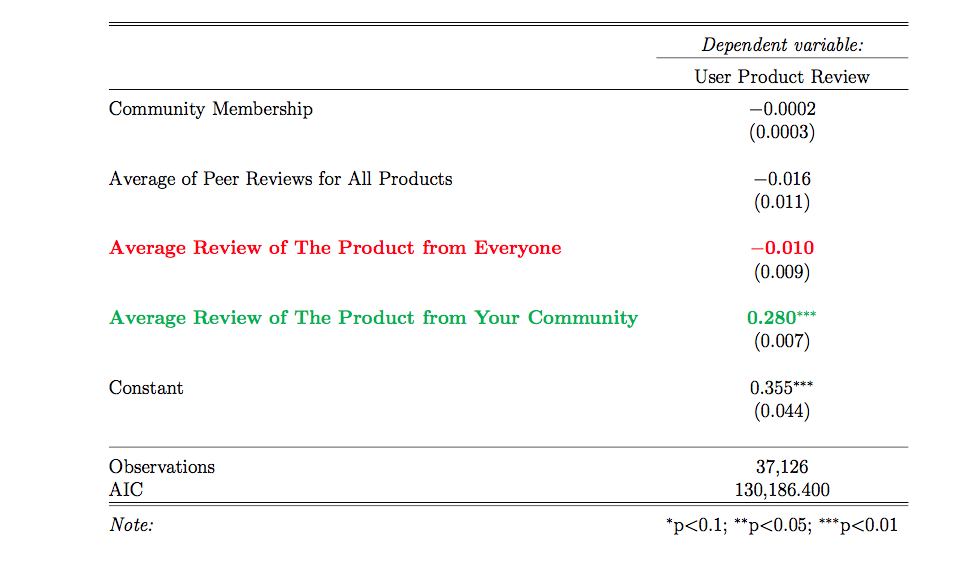 Dependent variable:
User Product Review
Community Membership −0.0002
(0.0003)
Average of Peer Reviews for All Products −0.016
(0.011)
Average Review of The Product from Everyone −0.010
(0.009)
Average Review of The Product from Your Community 0.280***
(0.007)
Constant 0.355***
(0.044)
Observations 37,126
AIC 130,186.400
Note: *p<0.1; **p<0.05; ***p<0.01